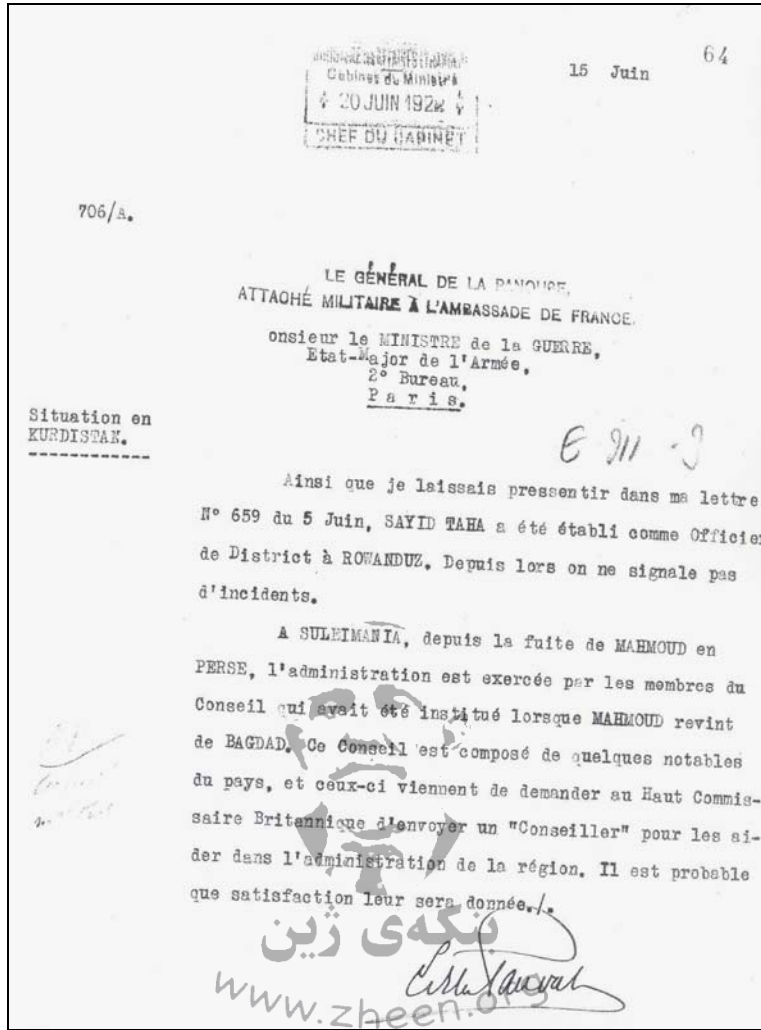 64
15 Juin
Cabinet du Ministre
20 JUIN 192
CHEF DU CABINET
706/A.
LE GÉNÉRAL DE LA PANOUSE,
ATTACHÉ MILITAIRE À L'AMBASSADE DE FRANCE.
onsieur le MINISTRE de la GUERRE,
Etat-Major de l'Armée,
2° Bureau,
Paris.
Situation en
KURDISTAN.
------------
Ainsi que je laissais pressentir dans ma lettre
N° 659 du 5 Juin, SAYID TAHA a été établi comme Officier
de District à ROWANDUZ. Depuis lors on ne signale pas
d'incidents.
A SULEIMANIA, depuis la fuite de MAHMOUD en
PERSE, l'administration est exercée par les membres du
Conseil qui avait été institué lorsque MAHMOUD revint
de BAGDAD. Ce Conseil est composé de quelques notables
du pays, et ceux-ci viennent de demander au Haut Commis-
saire Britannique d'envoyer un "Conseiller" pour les ai-
der dans l'administration de la région. Il est probable
que satisfaction leur sera donnée./.
بنکەی ژین
www.zheen.org